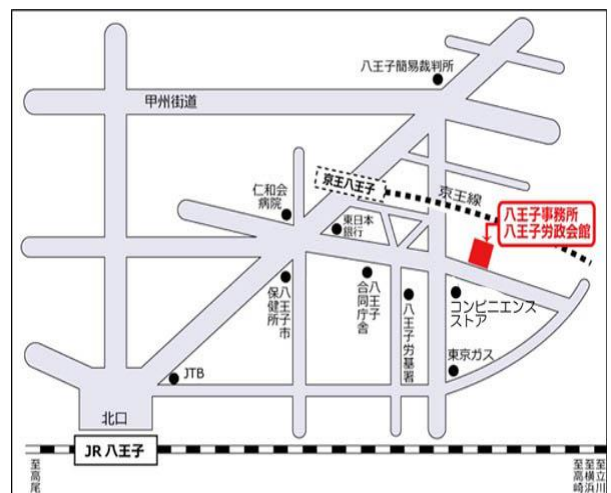 八王子簡易裁判所
甲州街道
京王八王子
京王線
仁和会
病院
東日本
銀行
八王子事務所
八王子労政会館
八王子市
保健所
八王子
合同庁舎
八王子労基署
コンビニエンス
ストア
東京ガス
JTB
北口
JR 八王子
至高尾
至高崎
至横浜
至立川